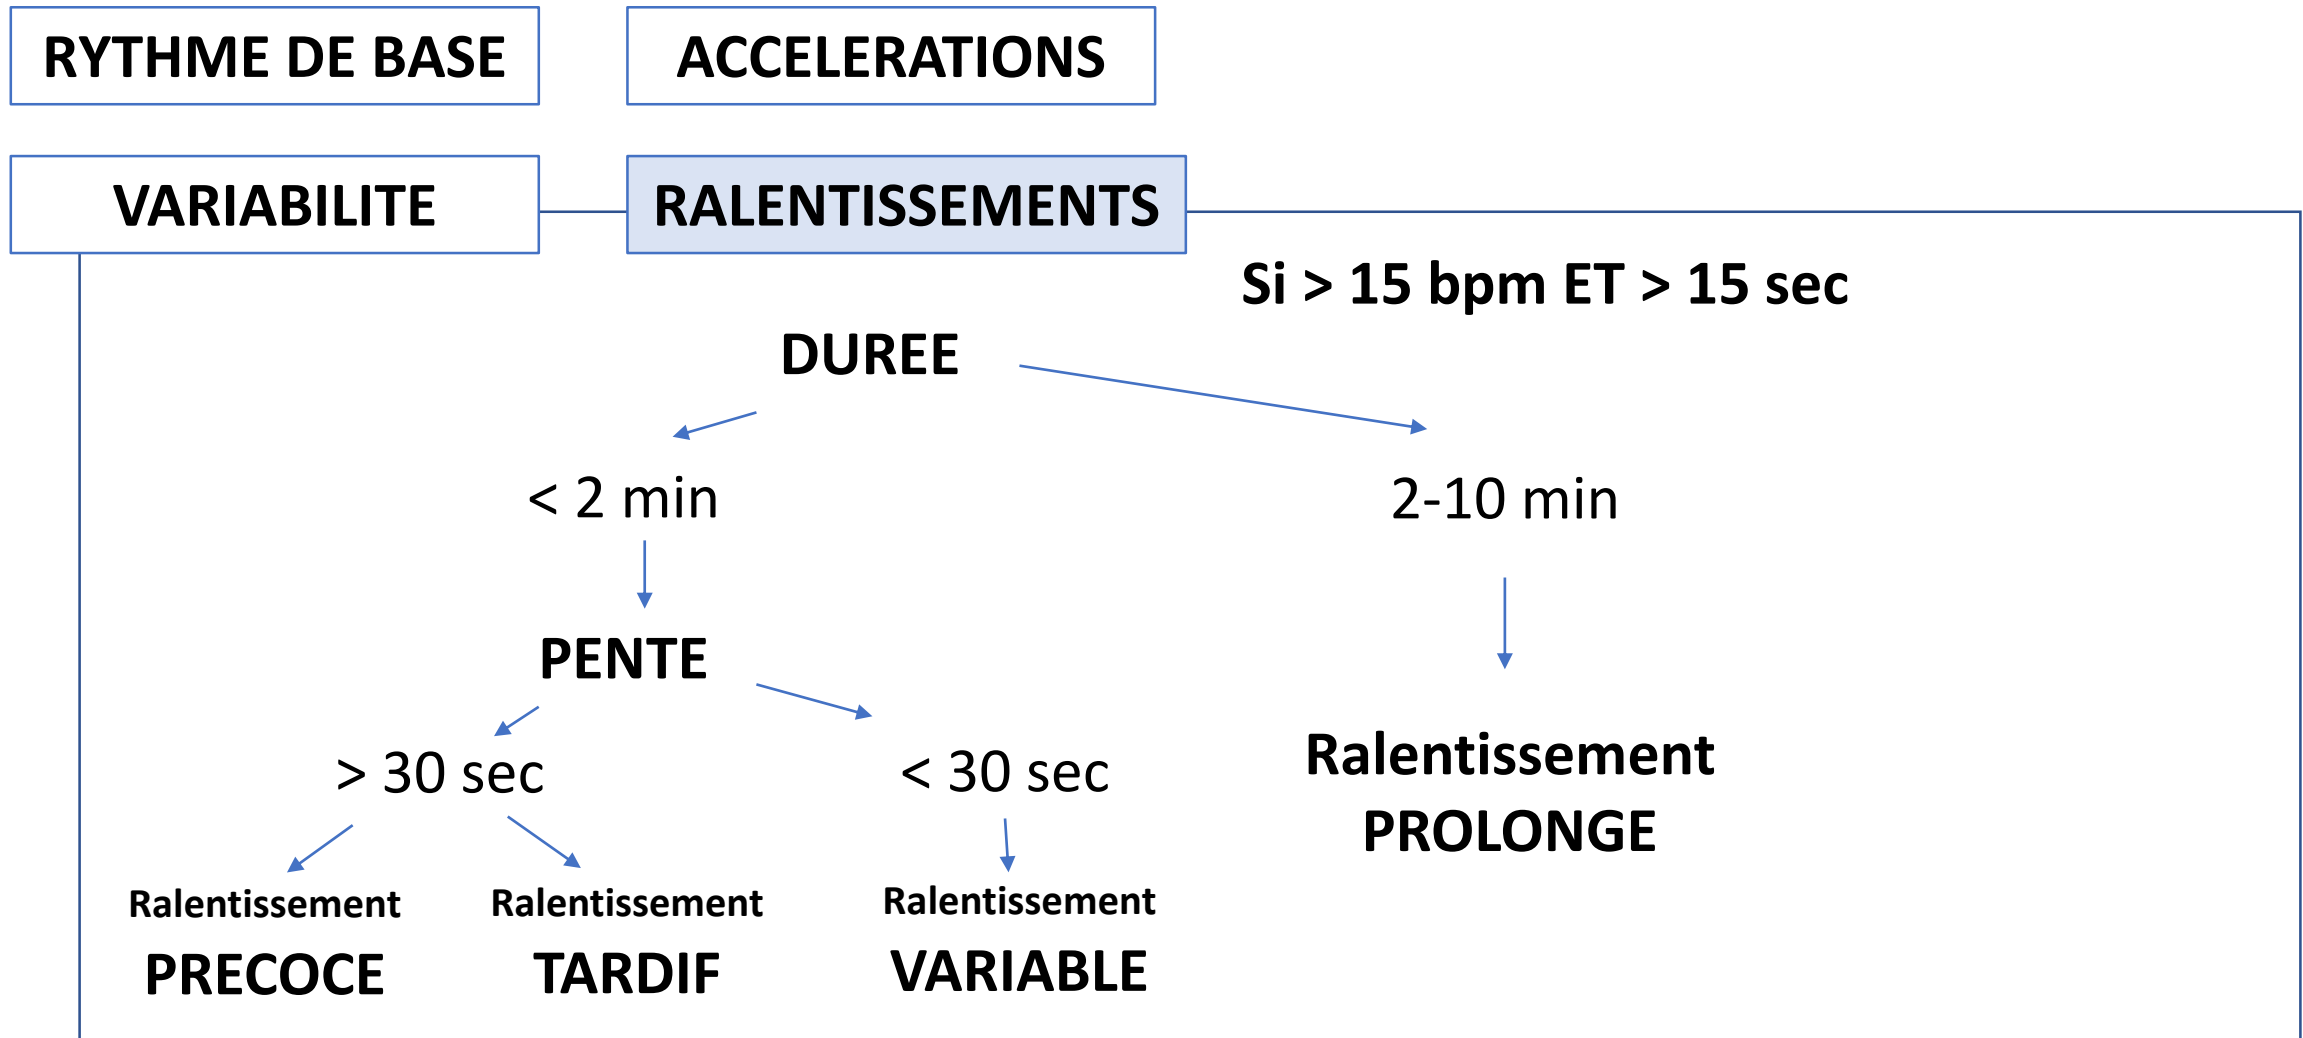 RYTHME DE BASE
ACCELERATIONS
VARIABILITE
RALENTISSEMENTS
Si > 15 bpm ET > 15 sec
DUREE
< 2 min
2-10 min
PENTE
> 30 sec
< 30 sec
Ralentissement
PROLONGE
Ralentissement
PRECOCE
Ralentissement
TARDIF
Ralentissement
VARIABLE